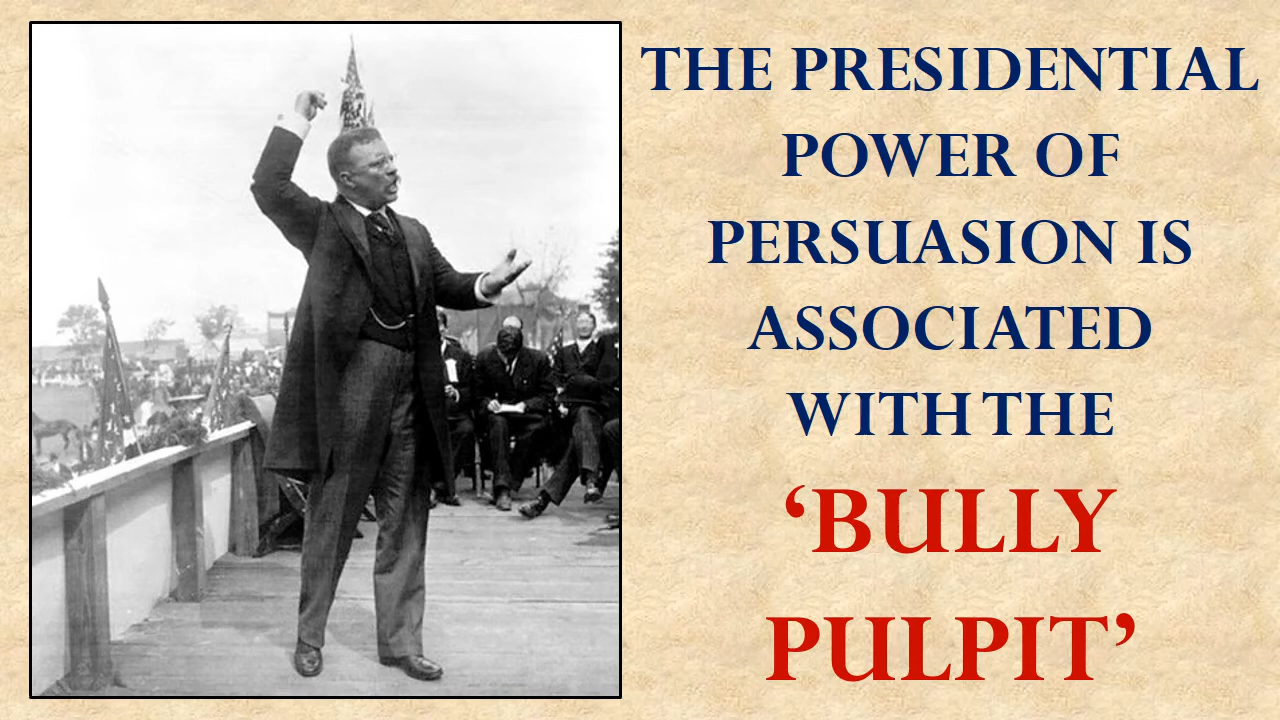 THE PRESIDENTIAL
POWER OF
PERSUASION IS
ASSOCIATED
WITH THE
‘BULLY
PULPIT’